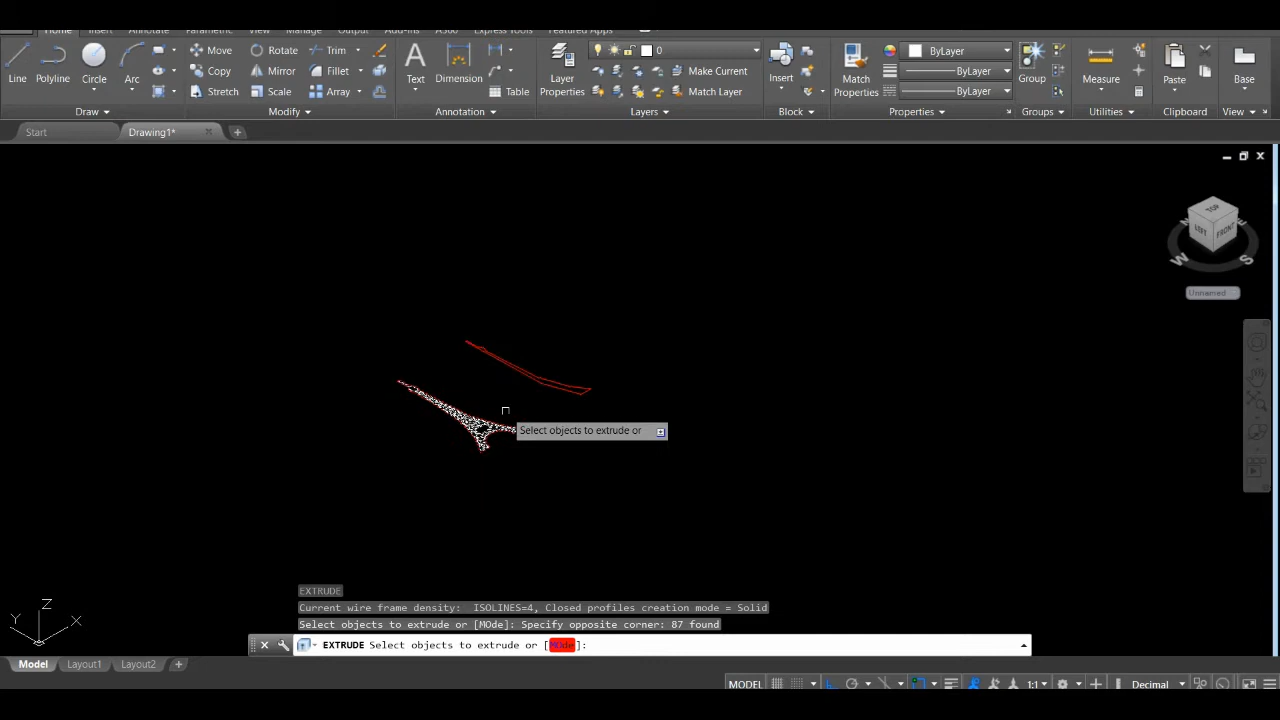 Home Insert Annotate Parametric View Manage Output Add-ins A360 Express Tools Featured Apps
Line Polyline Circle Arc
Move Rotate Trim
Copy Mirror Fillet
Stretch Scale Array
Text Dimension Table
Layer Properties
0
Make Current
Match Layer
Insert
Match Properties
ByLayer
ByLayer
ByLayer
Group Measure Paste Base
Draw Modify Annotation Layers Block Properties Groups Utilities Clipboard View
Start Drawing1*
TOP
LEFT FRONT
W S
Unnamed
Select objects to extrude or
Z
Y X
EXTRUDE
Current wire frame density:  ISOLINES=4, Closed profiles creation mode = Solid
Select objects to extrude or [MOde]: Specify opposite corner: 87 found
EXTRUDE Select objects to extrude or [MOde]:
Model Layout1 Layout2
MODEL 1:1 Decimal